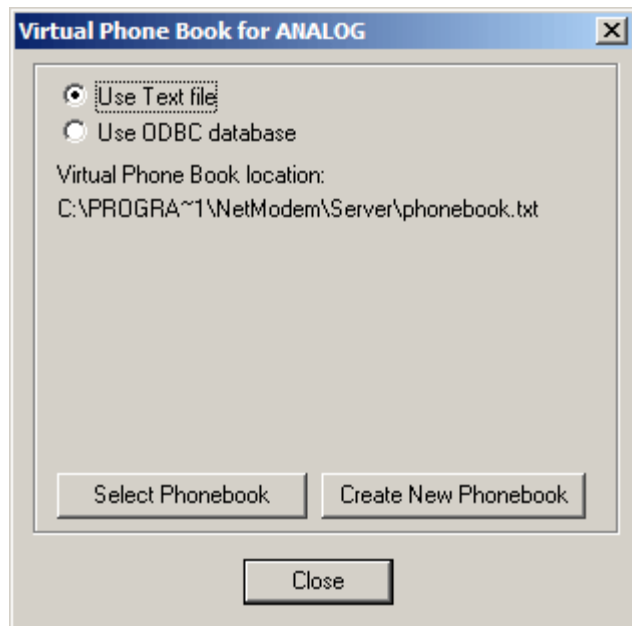 Virtual Phone Book for ANALOG
Use Text file
Use ODBC database
Virtual Phone Book location:
C:\PROGRA~1\NetModem\Server\phonebook.txt
Select Phonebook
Create New Phonebook
Close